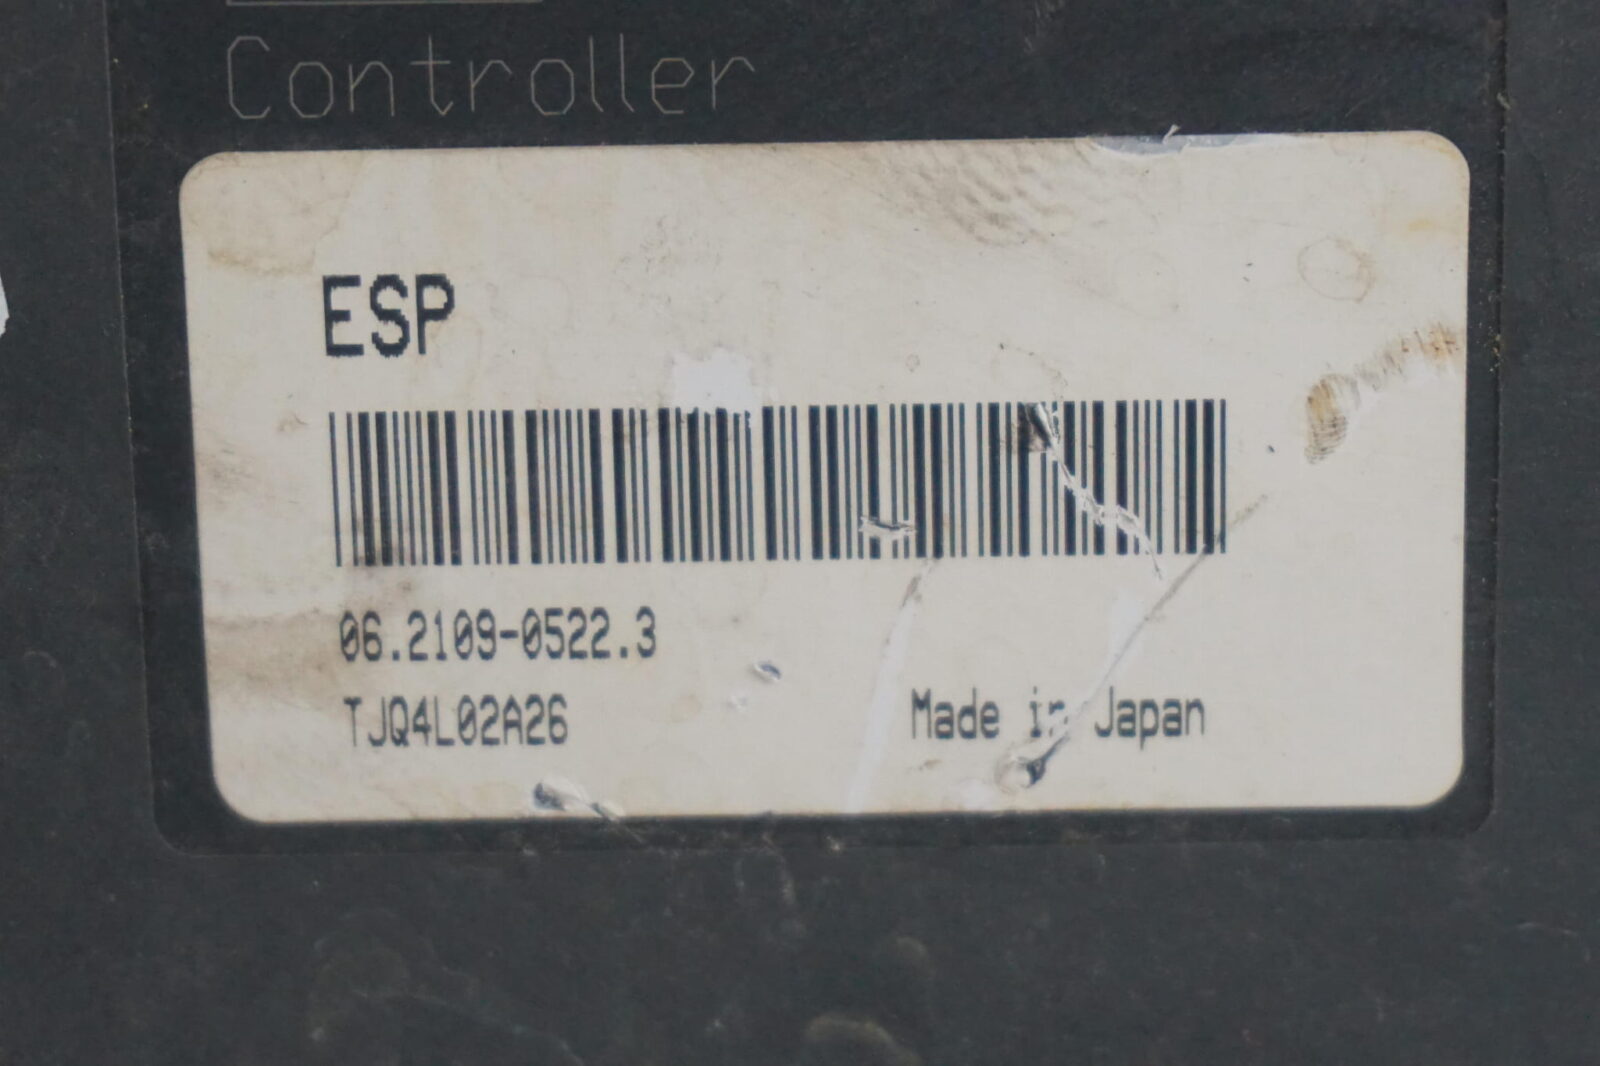 Controller
ESP
06.2109-0522.3
TJQ4L02A26
Made in Japan